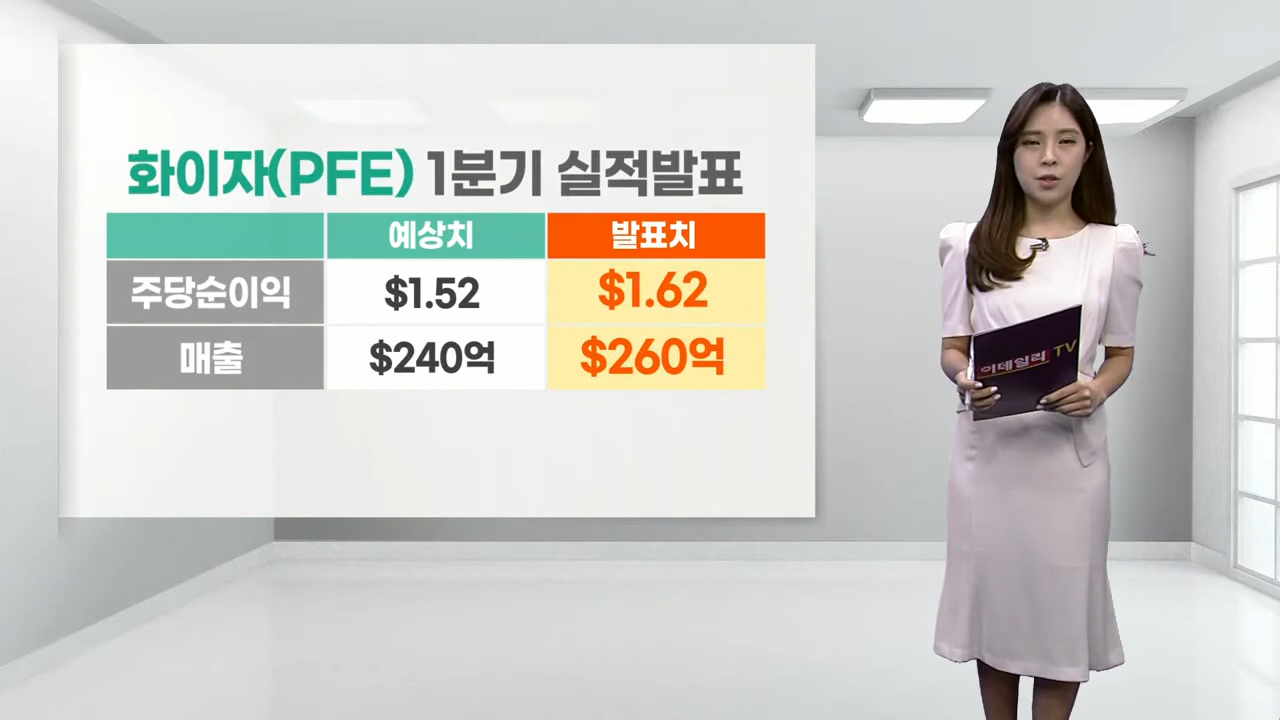 화이자(PFE) 1분기 실적발표
예상치 발표치
주당순이익 $1.52 $1.62
매출 $240억 $260억
이데일리 TV